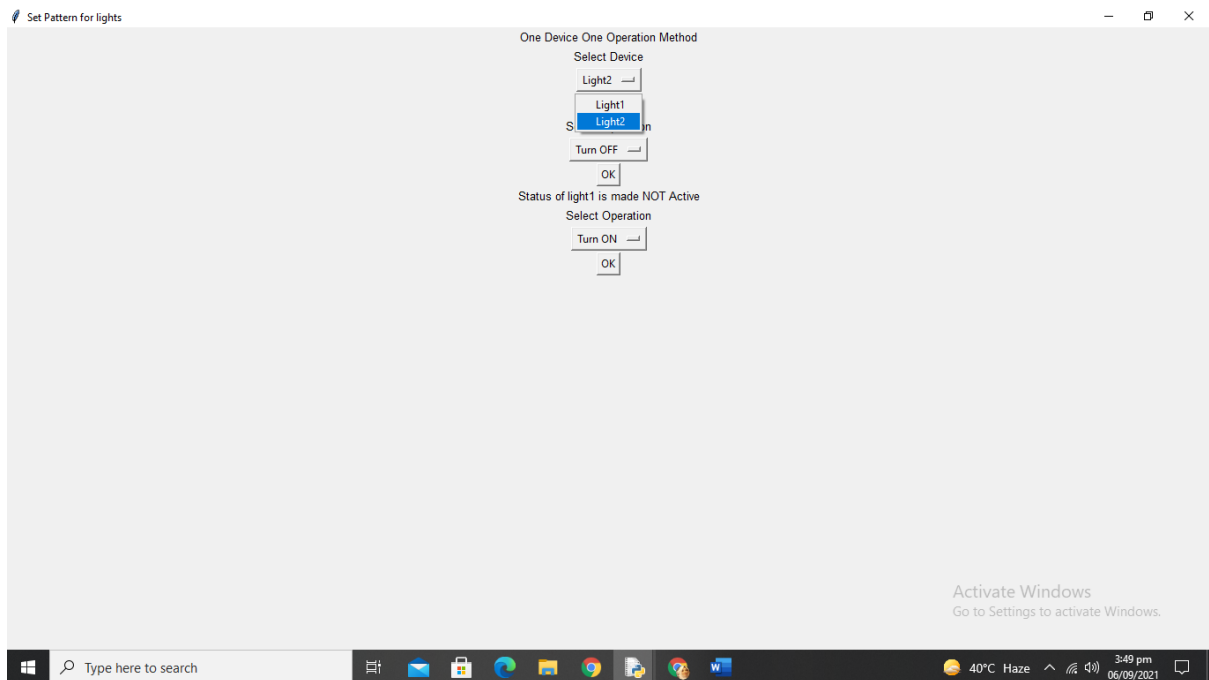 Set Pattern for lights
One Device One Operation Method
Select Device
Light2
Light1
Light2
Turn OFF
OK
Status of light1 is made NOT Active
Select Operation
Turn ON
OK
Activate Windows
Go to Settings to activate Windows.
Type here to search
40°C Haze
3:49 pm
06/09/2021